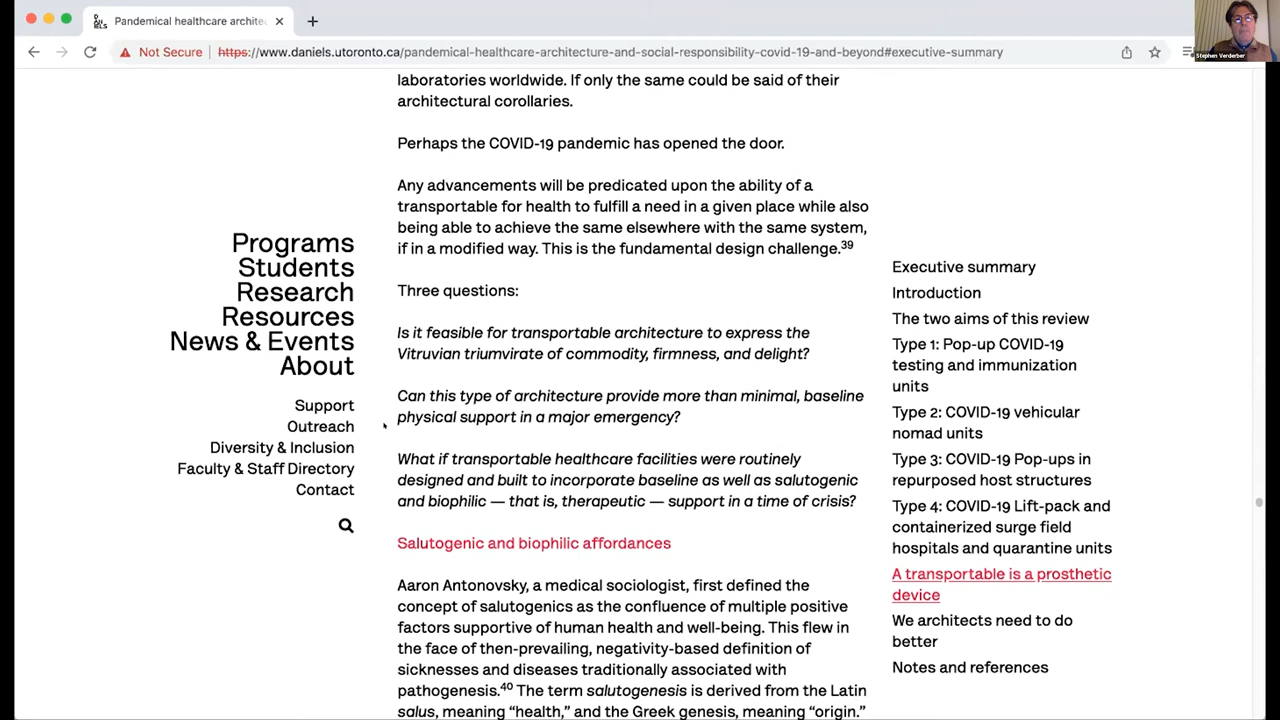 Pandemical healthcare archite
Not Secure
https://www.daniels.utoronto.ca/pandemical-healthcare-architecture-and-social-responsibility-covid-19-and-beyond#executive-summary
Stephen Verderber
laboratories worldwide. If only the same could be said of their
architectural corollaries.
Perhaps the COVID-19 pandemic has opened the door.
Any advancements will be predicated upon the ability of a
transportable for health to fulfill a need in a given place while also
being able to achieve the same elsewhere with the same system,
if in a modified way. This is the fundamental design challenge.39
Three questions:
Is it feasible for transportable architecture to express the
Vitruvian triumvirate of commodity, firmness, and delight?
Can this type of architecture provide more than minimal, baseline
physical support in a major emergency?
What if transportable healthcare facilities were routinely
designed and built to incorporate baseline as well as salutogenic
and biophilic — that is, therapeutic — support in a time of crisis?
Salutogenic and biophilic affordances
Aaron Antonovsky, a medical sociologist, first defined the
concept of salutogenics as the confluence of multiple positive
factors supportive of human health and well-being. This flew in
the face of then-prevailing, negativity-based definition of
sicknesses and diseases traditionally associated with
pathogenesis.40 The term salutogenesis is derived from the Latin
salus, meaning “health,” and the Greek genesis, meaning “origin.”
Programs
Students
Research
Resources
News & Events
About
Support
Outreach
Diversity & Inclusion
Faculty & Staff Directory
Contact
Executive summary
Introduction
The two aims of this review
Type 1: Pop-up COVID-19
testing and immunization
units
Type 2: COVID-19 vehicular
nomad units
Type 3: COVID-19 Pop-ups in
repurposed host structures
Type 4: COVID-19 Lift-pack and
containerized surge field
hospitals and quarantine units
A transportable is a prosthetic
device
We architects need to do
better
Notes and references